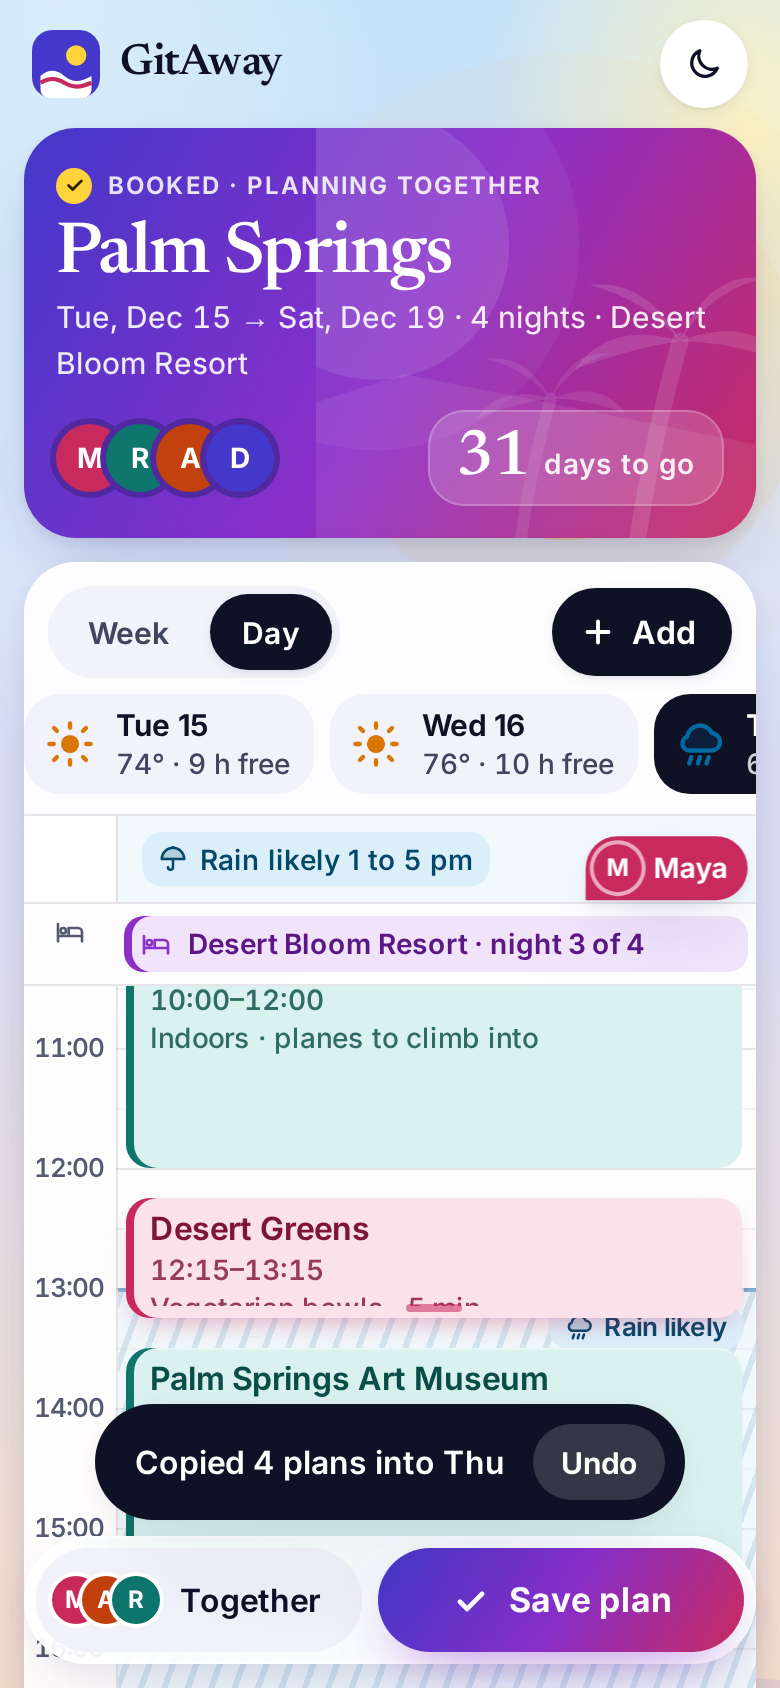 GitAway
BOOKED · PLANNING TOGETHER
Palm Springs
Tue, Dec 15 → Sat, Dec 19 · 4 nights · Desert
Bloom Resort
M R A D
31 days to go
Week Day
+ Add
Tue 15
74° · 9 h free
Wed 16
76° · 10 h free
Rain likely 1 to 5 pm
M Maya
Desert Bloom Resort · night 3 of 4
10:00–12:00
Indoors · planes to climb into
11:00
12:00
Desert Greens
12:15–13:15
Vegetarian bowls · 5 min
13:00
Rain likely
Palm Springs Art Museum
14:00
Copied 4 plans into Thu
Undo
15:00
M A R Together
Save plan